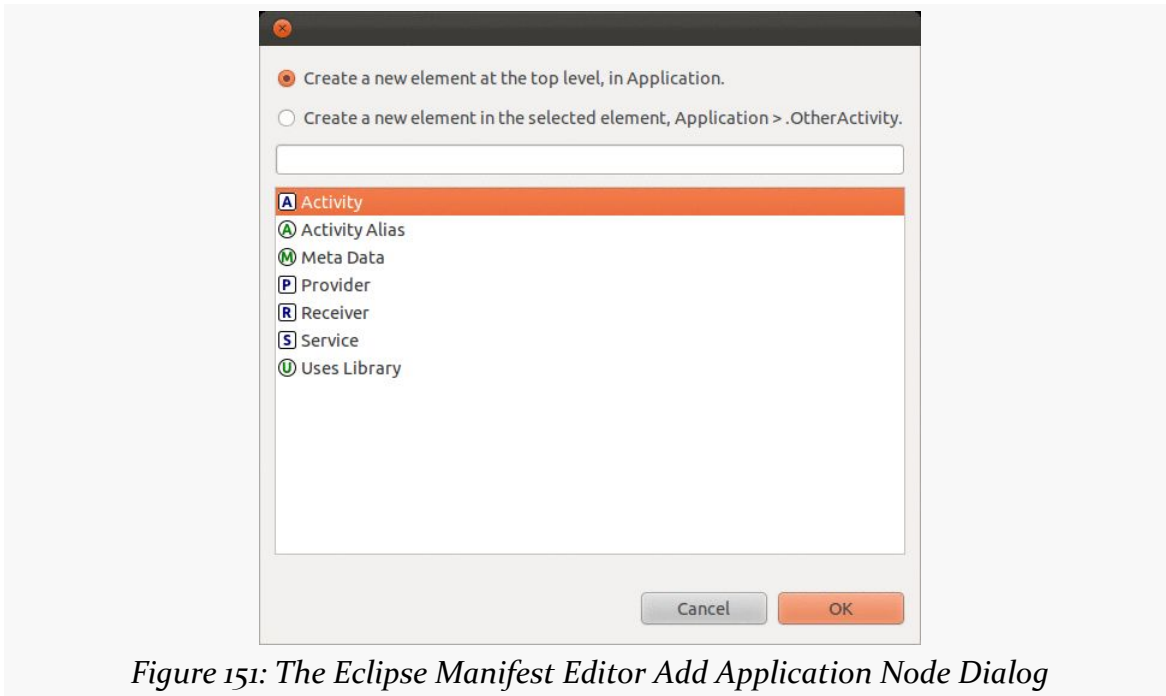 Create a new element at the top level, in Application.
Create a new element in the selected element, Application > .OtherActivity.
A Activity
A Activity Alias
M Meta Data
P Provider
R Receiver
S Service
U Uses Library
Cancel OK
Figure 151: The Eclipse Manifest Editor Add Application Node Dialog